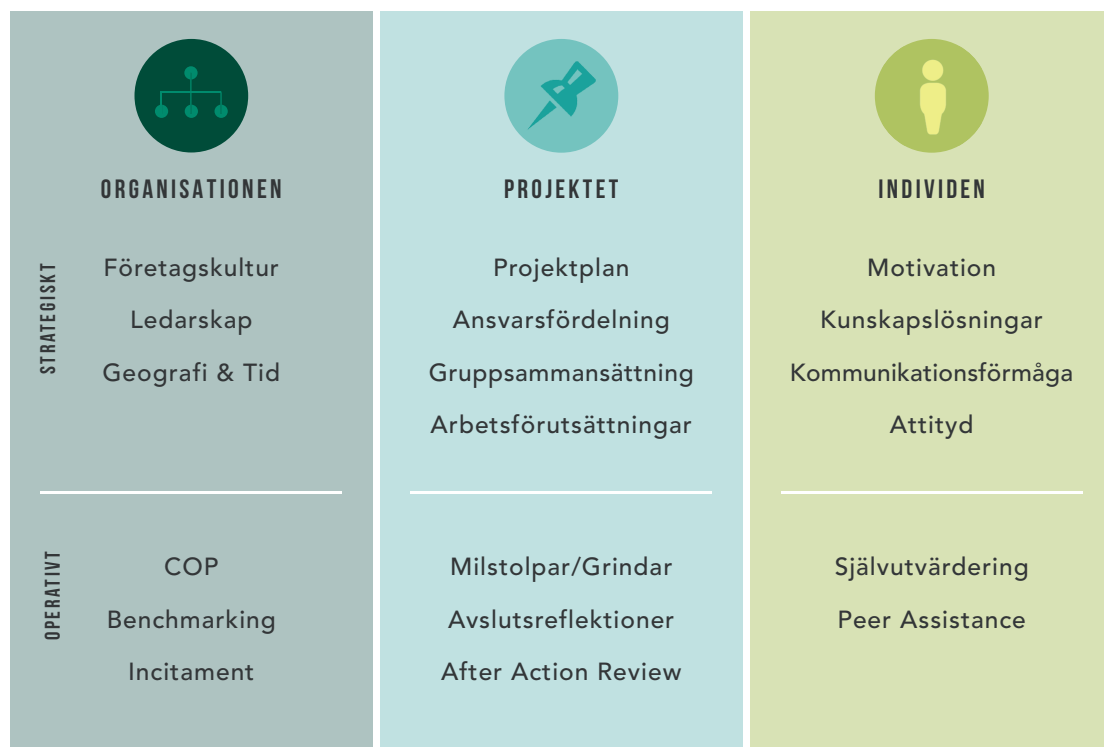 ORGANISATIONEN
STRATEGISKT
Företagskultur
Ledarskap
Geografi & Tid
OPERATIVT
COP
Benchmarking
Incitament
PROJEKTET
Projektplan
Ansvarsfördelning
Gruppsammansättning
Arbetsförutsättningar
Milstolpar/Grindar
Avslutsreflektioner
After Action Review
INDIVIDEN
Motivation
Kunskapslösningar
Kommunikationsförmåga
Attityd
Självutvärdering
Peer Assistance